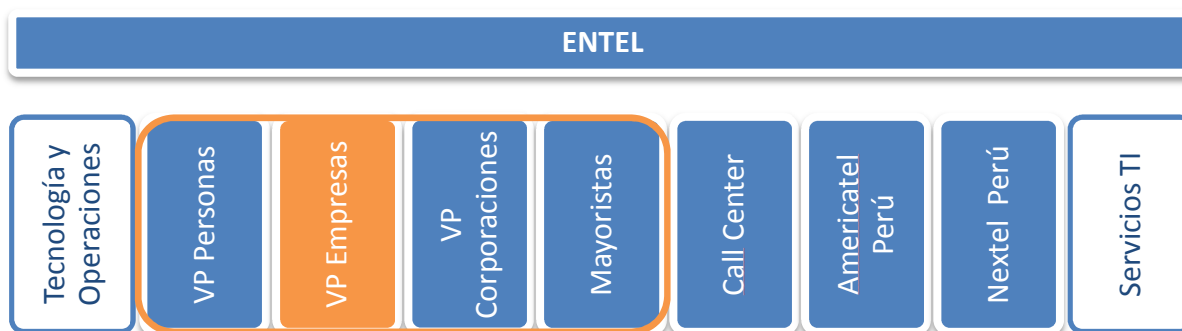 ENTEL
Tecnología y
Operaciones
VP Personas
VP Empresas
VP
Corporaciones
Mayoristas
Call Center
Americatel
Perú
Nextel Perú
Servicios TI